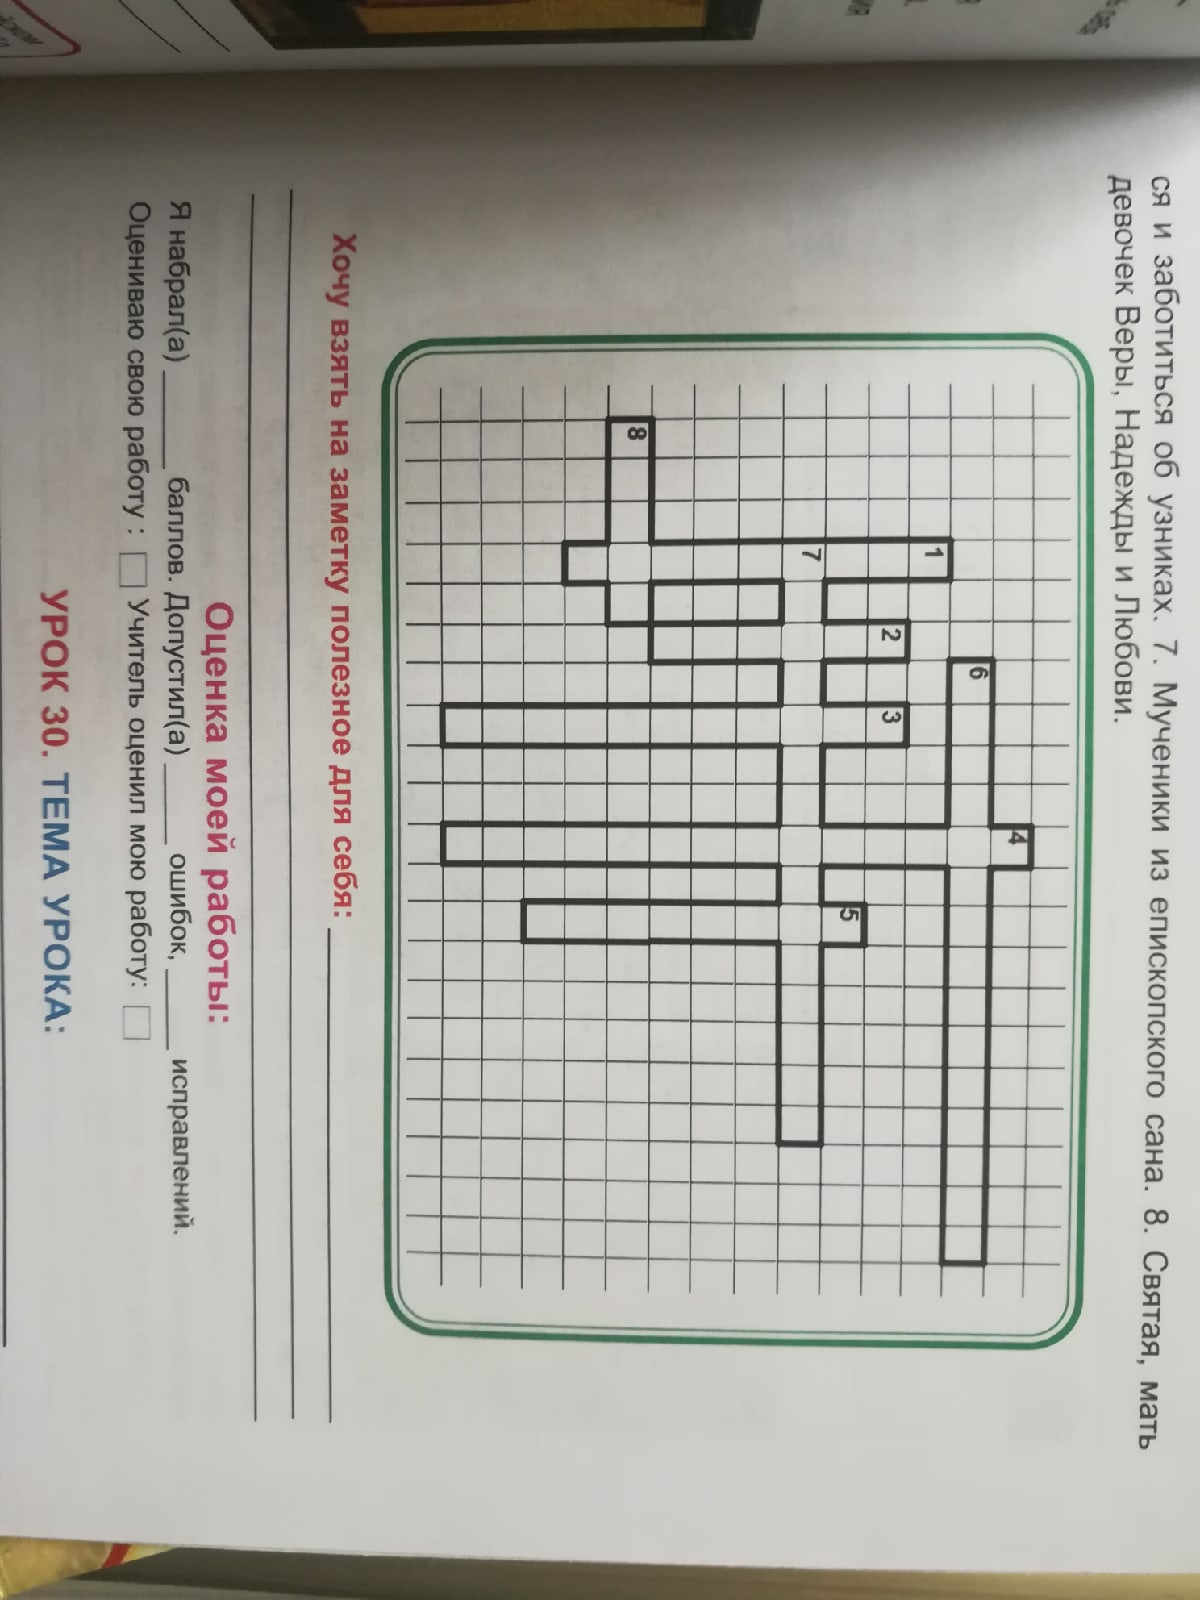 ся и заботиться об узниках. 7. Мученики из епископского сана. 8. Святая, мать
девочек Веры, Надежды и Любови.
4
6
1
2
3
5
7
8
Хочу взять на заметку полезное для себя:
Оценка моей работы:
Я набрал(а) баллов. Допустил(а) ошибок, исправлений.
Оцениваю свою работу : Учитель оценил мою работу:
УРОК 30. ТЕМА УРОКА: